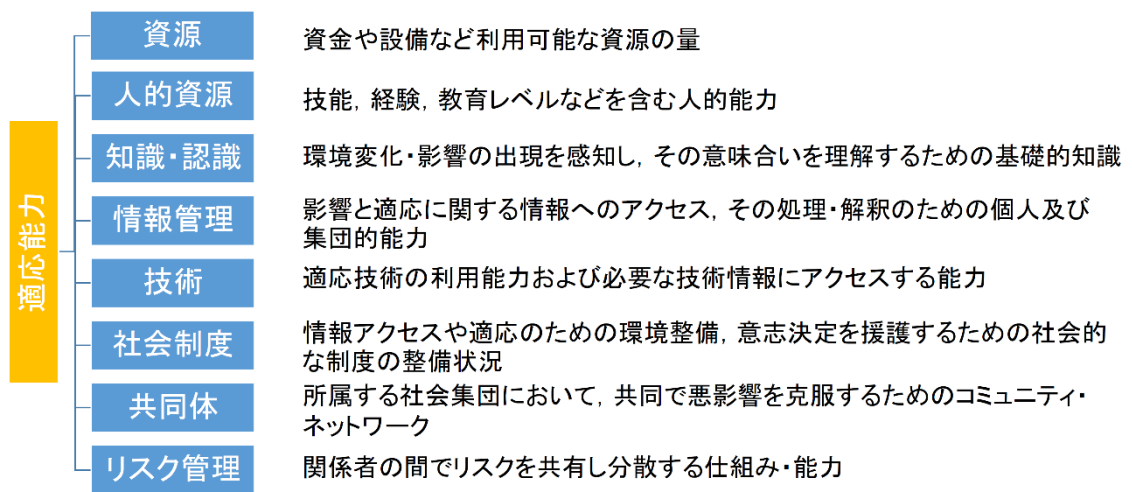 適応能力
資源
資金や設備など利用可能な資源の量
人的資源
技能，経験，教育レベルなどを含む人的能力
知識・認識
環境変化・影響の出現を感知し，その意味合いを理解するための基礎的知識
情報管理
影響と適応に関する情報へのアクセス，その処理・解釈のための個人及び
集団的能力
技術
適応技術の利用能力および必要な技術情報にアクセスする能力
社会制度
情報アクセスや適応のための環境整備，意志決定を援護するための社会的
な制度の整備状況
共同体
所属する社会集団において，共同で悪影響を克服するためのコミュニティ・
ネットワーク
リスク管理
関係者の間でリスクを共有し分散する仕組み・能力